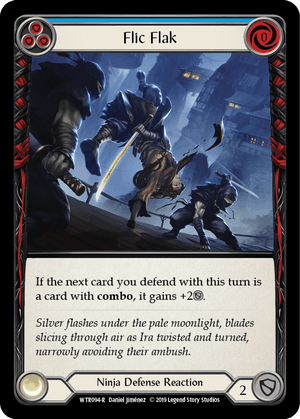 Flic Flak
If the next card you defend with this turn is
a card with combo, it gains +2.
Silver flashes under the pale moonlight, blades
slicing through air as Ira twisted and turned,
narrowly avoiding their ambush.
Ninja Defense Reaction
2
WTR094-R Daniel Jiménez © 2019 Legend Story Studios